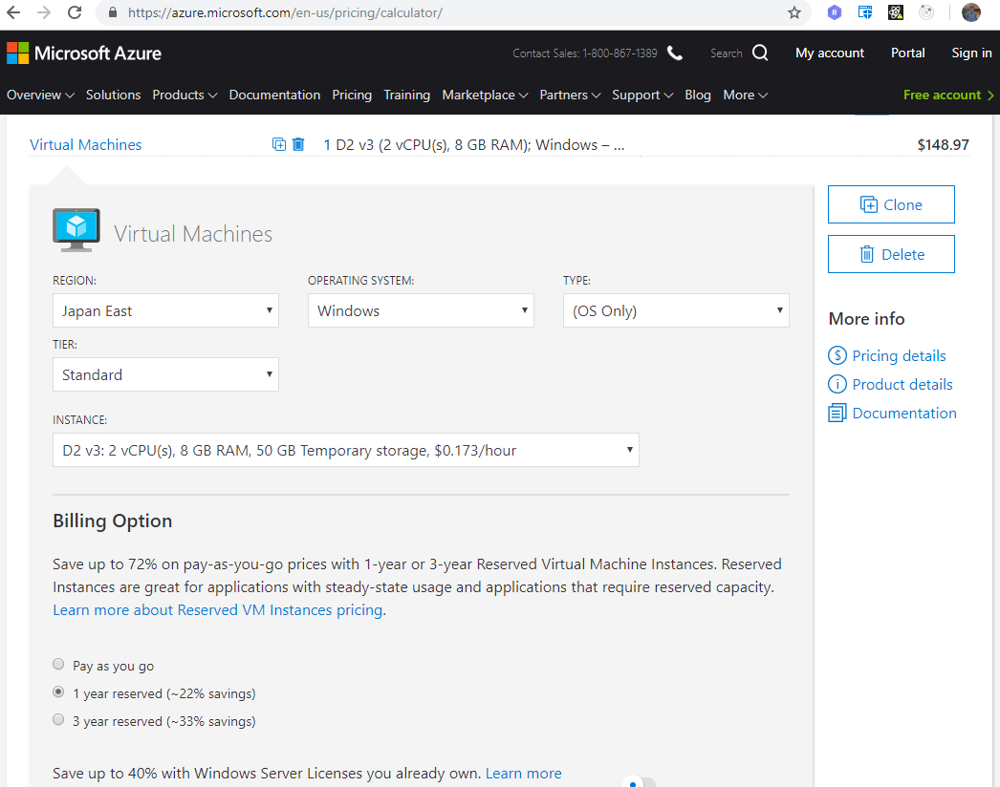 https://azure.microsoft.com/en-us/pricing/calculator/
Microsoft Azure
Contact Sales: 1-800-867-1389
Search
My account
Portal
Sign in
Overview
Solutions
Products
Documentation
Pricing
Training
Marketplace
Partners
Support
Blog
More
Free account
Virtual Machines
1 D2 v3 (2 vCPU(s), 8 GB RAM); Windows – ...
$148.97
Virtual Machines
Clone
Delete
REGION:
OPERATING SYSTEM:
TYPE:
Japan East
Windows
(OS Only)
TIER:
Standard
More info
Pricing details
Product details
Documentation
INSTANCE:
D2 v3: 2 vCPU(s), 8 GB RAM, 50 GB Temporary storage, $0.173/hour
Billing Option
Save up to 72% on pay-as-you-go prices with 1-year or 3-year Reserved Virtual Machine Instances. Reserved
Instances are great for applications with steady-state usage and applications that require reserved capacity.
Learn more about Reserved VM Instances pricing.
Pay as you go
1 year reserved (~22% savings)
3 year reserved (~33% savings)
Save up to 40% with Windows Server Licenses you already own. Learn more